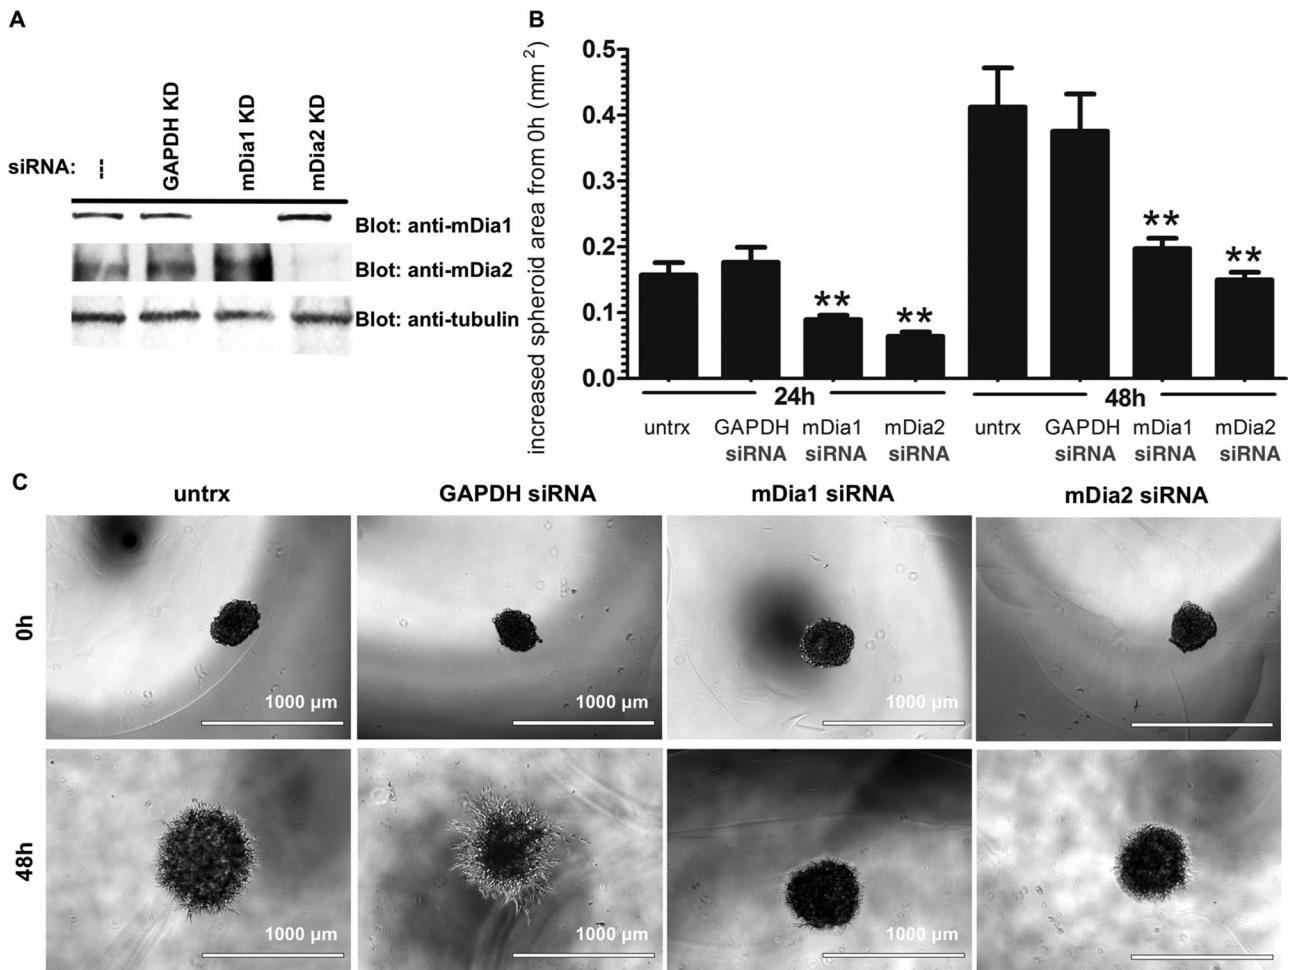 A
siRNA:
--
GAPDH KD
mDia1 KD
mDia2 KD
Blot: anti-mDia1
Blot: anti-mDia2
Blot: anti-tubulin
B
increased spheroid area from 0h (mm²)
0.5
0.4
0.3
0.2
0.1
0.0
**
**
**
**
24h
48h
untrx
GAPDH
siRNA
mDia1
siRNA
mDia2
siRNA
untrx
GAPDH
siRNA
mDia1
siRNA
mDia2
siRNA
C
untrx
GAPDH siRNA
mDia1 siRNA
mDia2 siRNA
0h
1000 µm
1000 µm
1000 µm
48h
1000 µm
1000 µm
1000 µm